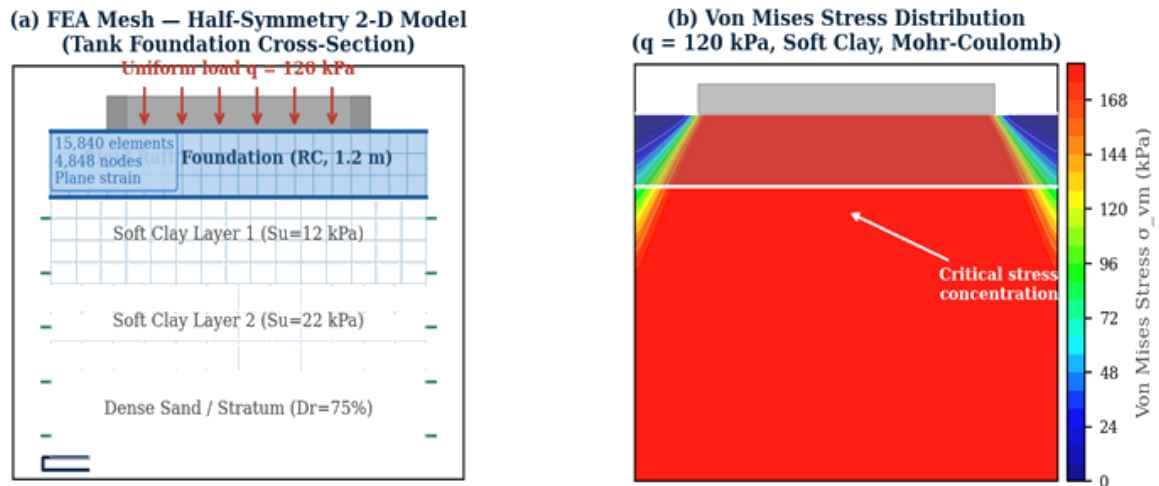 (a) FEA Mesh — Half-Symmetry 2-D Model
(Tank Foundation Cross-Section)
Uniform load q = 120 kPa
15,840 elements
4,848 nodes
Plane strain
Foundation (RC, 1.2 m)
Soft Clay Layer 1 (Su=12 kPa)
Soft Clay Layer 2 (Su=22 kPa)
Dense Sand / Stratum (Dr=75%)
(b) Von Mises Stress Distribution
(q = 120 kPa, Soft Clay, Mohr-Coulomb)
Critical stress
concentration
168
144
120
96
72
48
24
0
Von Mises Stress σ_vm (kPa)